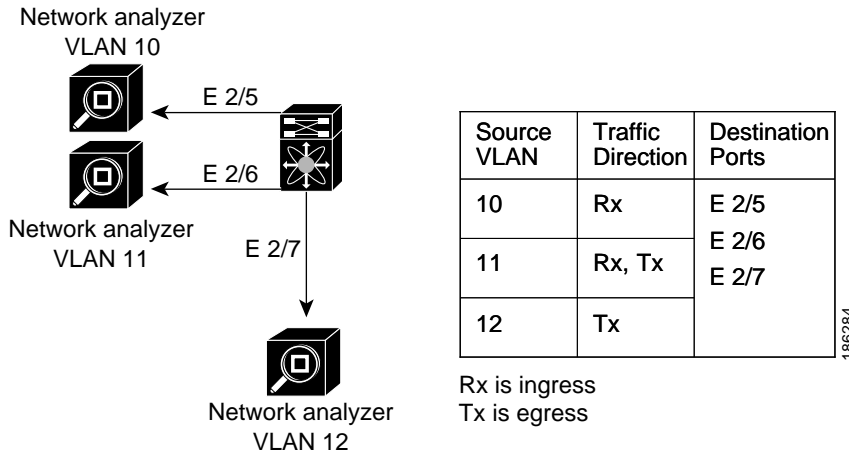 Network analyzer
VLAN 10
E 2/5
E 2/6
Network analyzer
VLAN 11
E 2/7
Network analyzer
VLAN 12
Source VLAN
Traffic Direction
Destination Ports
10
Rx
E 2/5
E 2/6
E 2/7
11
Rx, Tx
12
Tx
Rx is ingress
Tx is egress
186284